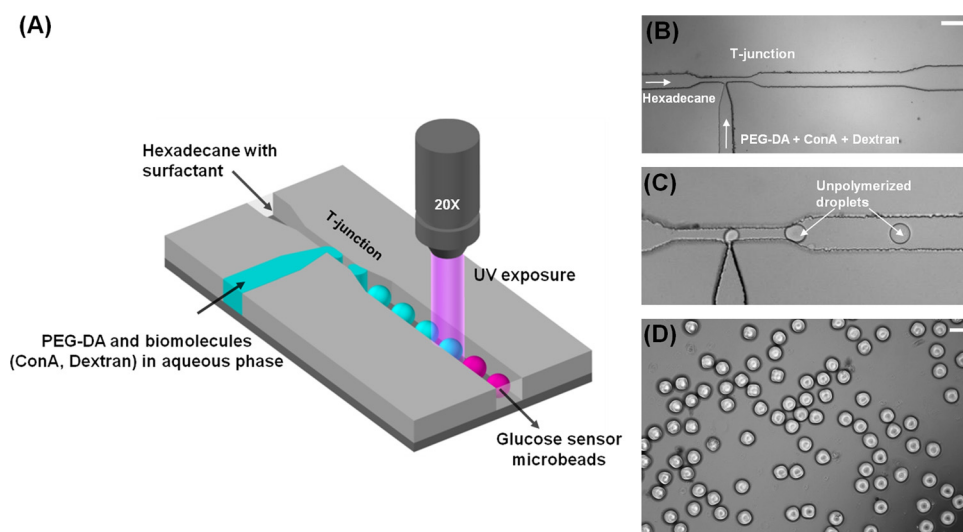 (A)
Hexadecane with
surfactant
T-junction
20X
UV exposure
PEG-DA and biomolecules
(ConA, Dextran) in aqueous phase
Glucose sensor
microbeads
(B)
T-junction
Hexadecane
PEG-DA + ConA + Dextran
(C)
Unpolymerized
droplets
(D)